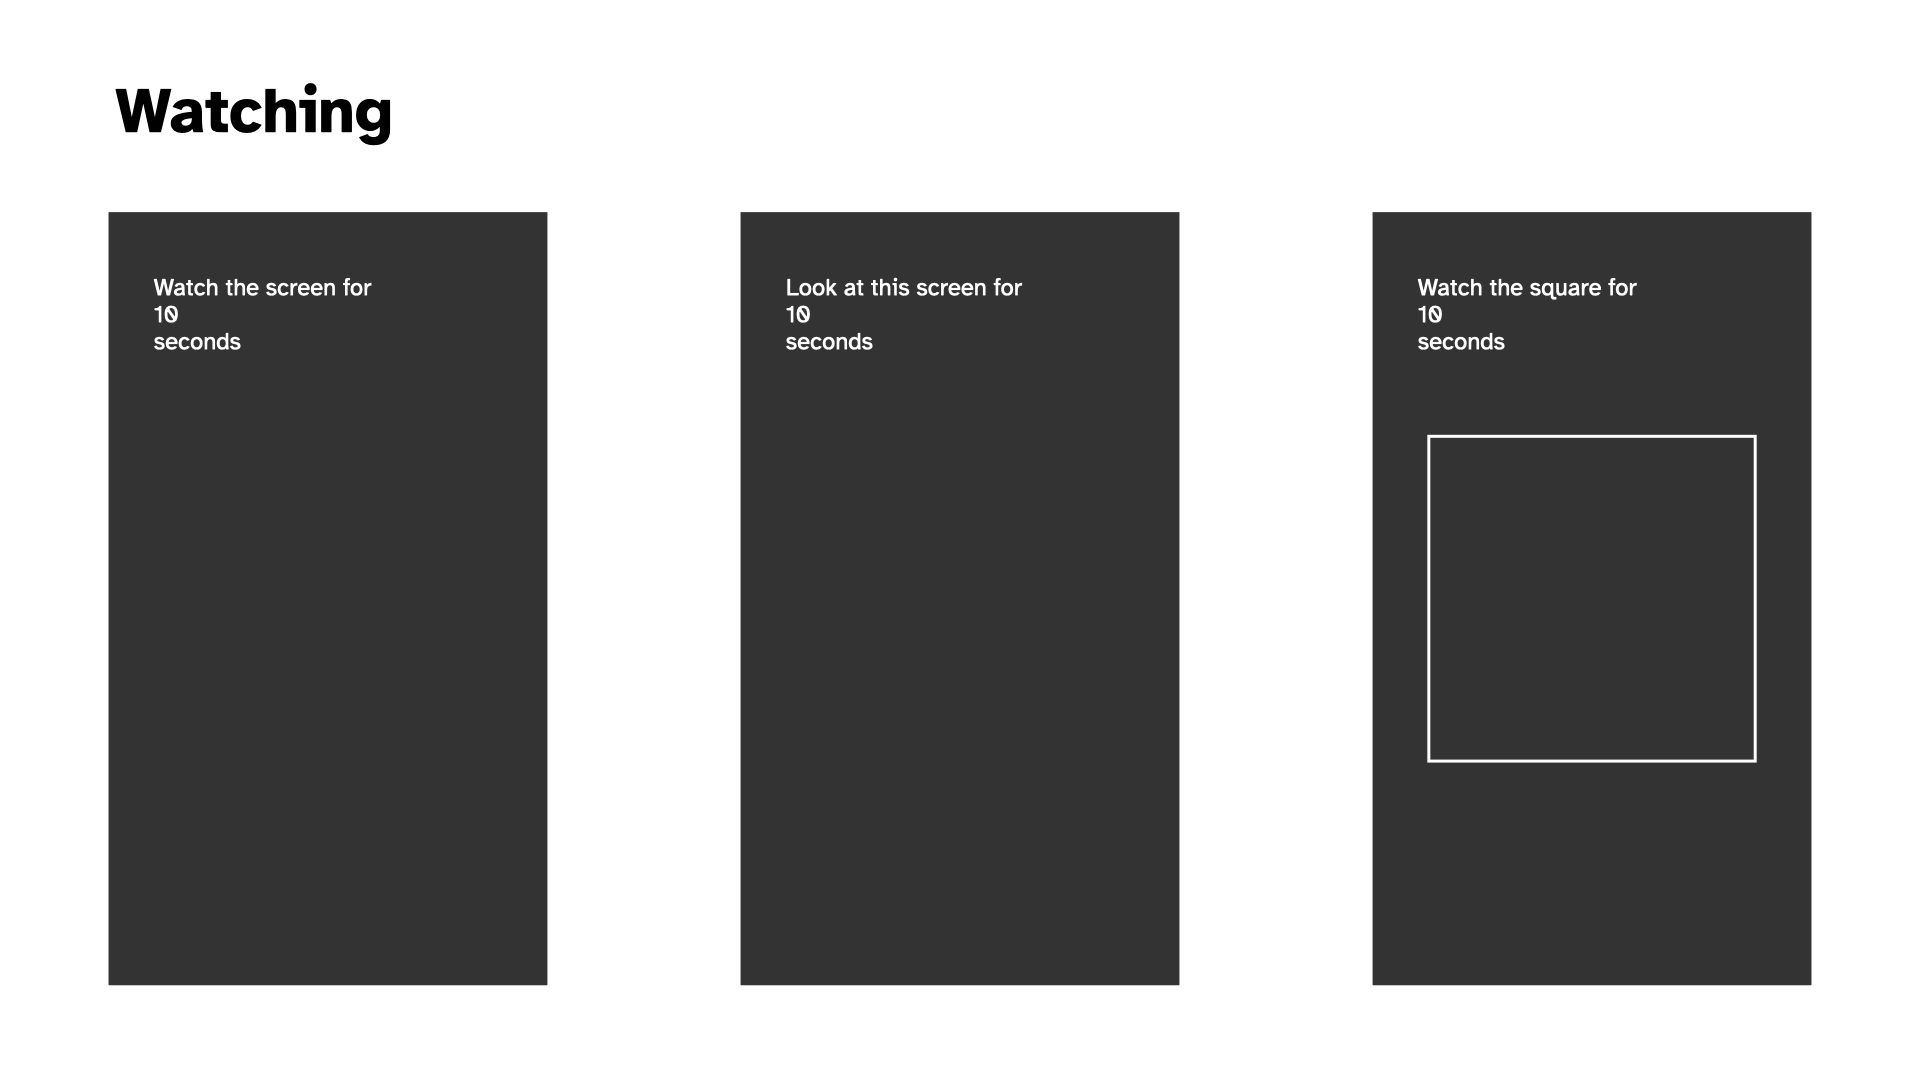 Watching
Watch the screen for
10
seconds
Look at this screen for
10
seconds
Watch the square for
10
seconds